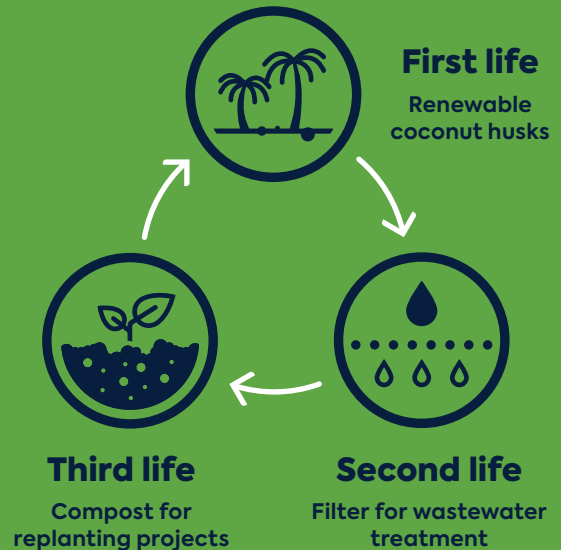 First life
Renewable
coconut husks
Third life
Compost for
replanting projects
Second life
Filter for wastewater
treatment